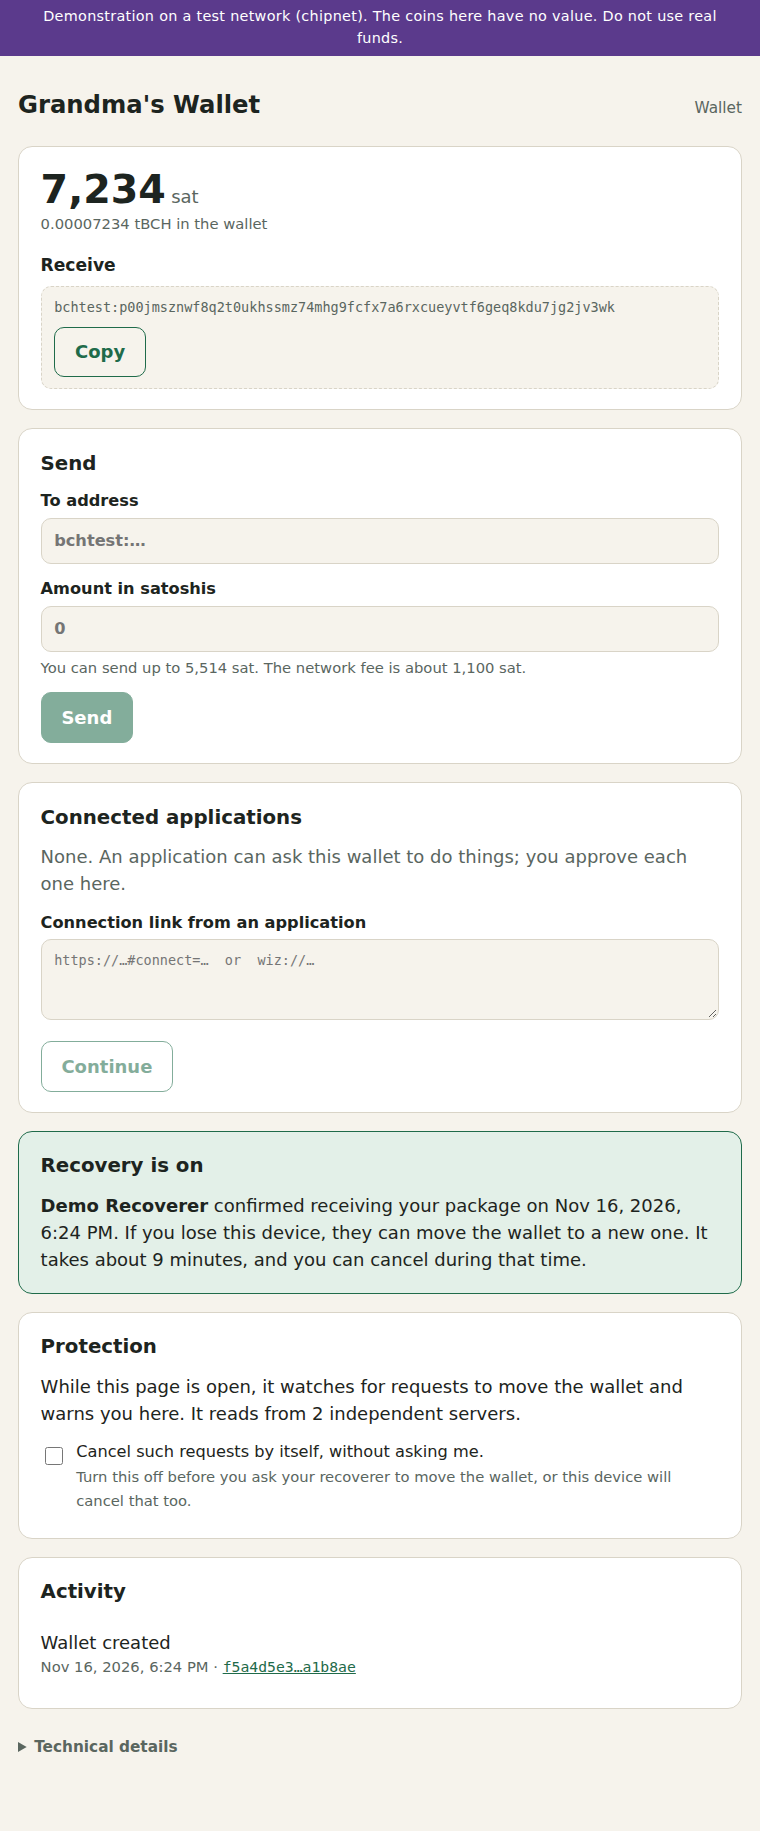 Demonstration on a test network (chipnet). The coins here have no value. Do not use real
funds.
Grandma's Wallet
Wallet
7,234 sat
0.00007234 tBCH in the wallet
Receive
bchtest:p00jmsznwf8q2t0ukhssmz74mhg9fcfx7a6rxcueyvtf6geq8kdu7jg2jv3wk
Copy
Send
To address
bchtest:…
Amount in satoshis
0
You can send up to 5,514 sat. The network fee is about 1,100 sat.
Send
Connected applications
None. An application can ask this wallet to do things; you approve each
one here.
Connection link from an application
https://…#connect=…  or  wiz://…
Continue
Recovery is on
Demo Recoverer confirmed receiving your package on Nov 16, 2026,
6:24 PM. If you lose this device, they can move the wallet to a new one. It
takes about 9 minutes, and you can cancel during that time.
Protection
While this page is open, it watches for requests to move the wallet and
warns you here. It reads from 2 independent servers.
Cancel such requests by itself, without asking me.
Turn this off before you ask your recoverer to move the wallet, or this device will
cancel that too.
Activity
Wallet created
Nov 16, 2026, 6:24 PM · f5a4d5e3…a1b8ae
Technical details